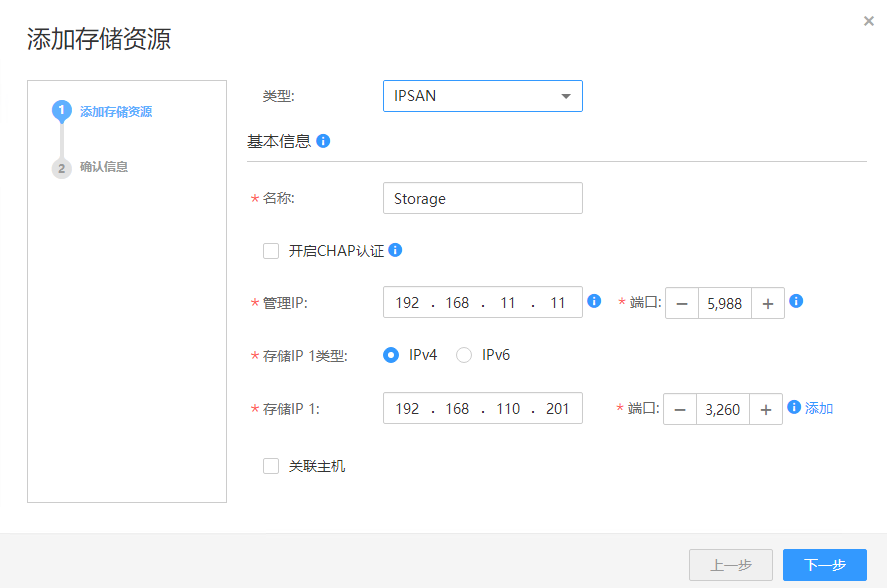 添加存储资源
1 添加存储资源
2 确认信息
类型: IPSAN
基本信息
* 名称: Storage
开启CHAP认证
* 管理IP: 192 . 168 . 11 . 11 * 端口: − 5,988 +
* 存储IP 1类型: IPv4 IPv6
* 存储IP 1: 192 . 168 . 110 . 201 * 端口: − 3,260 + 添加
关联主机
上一步 下一步